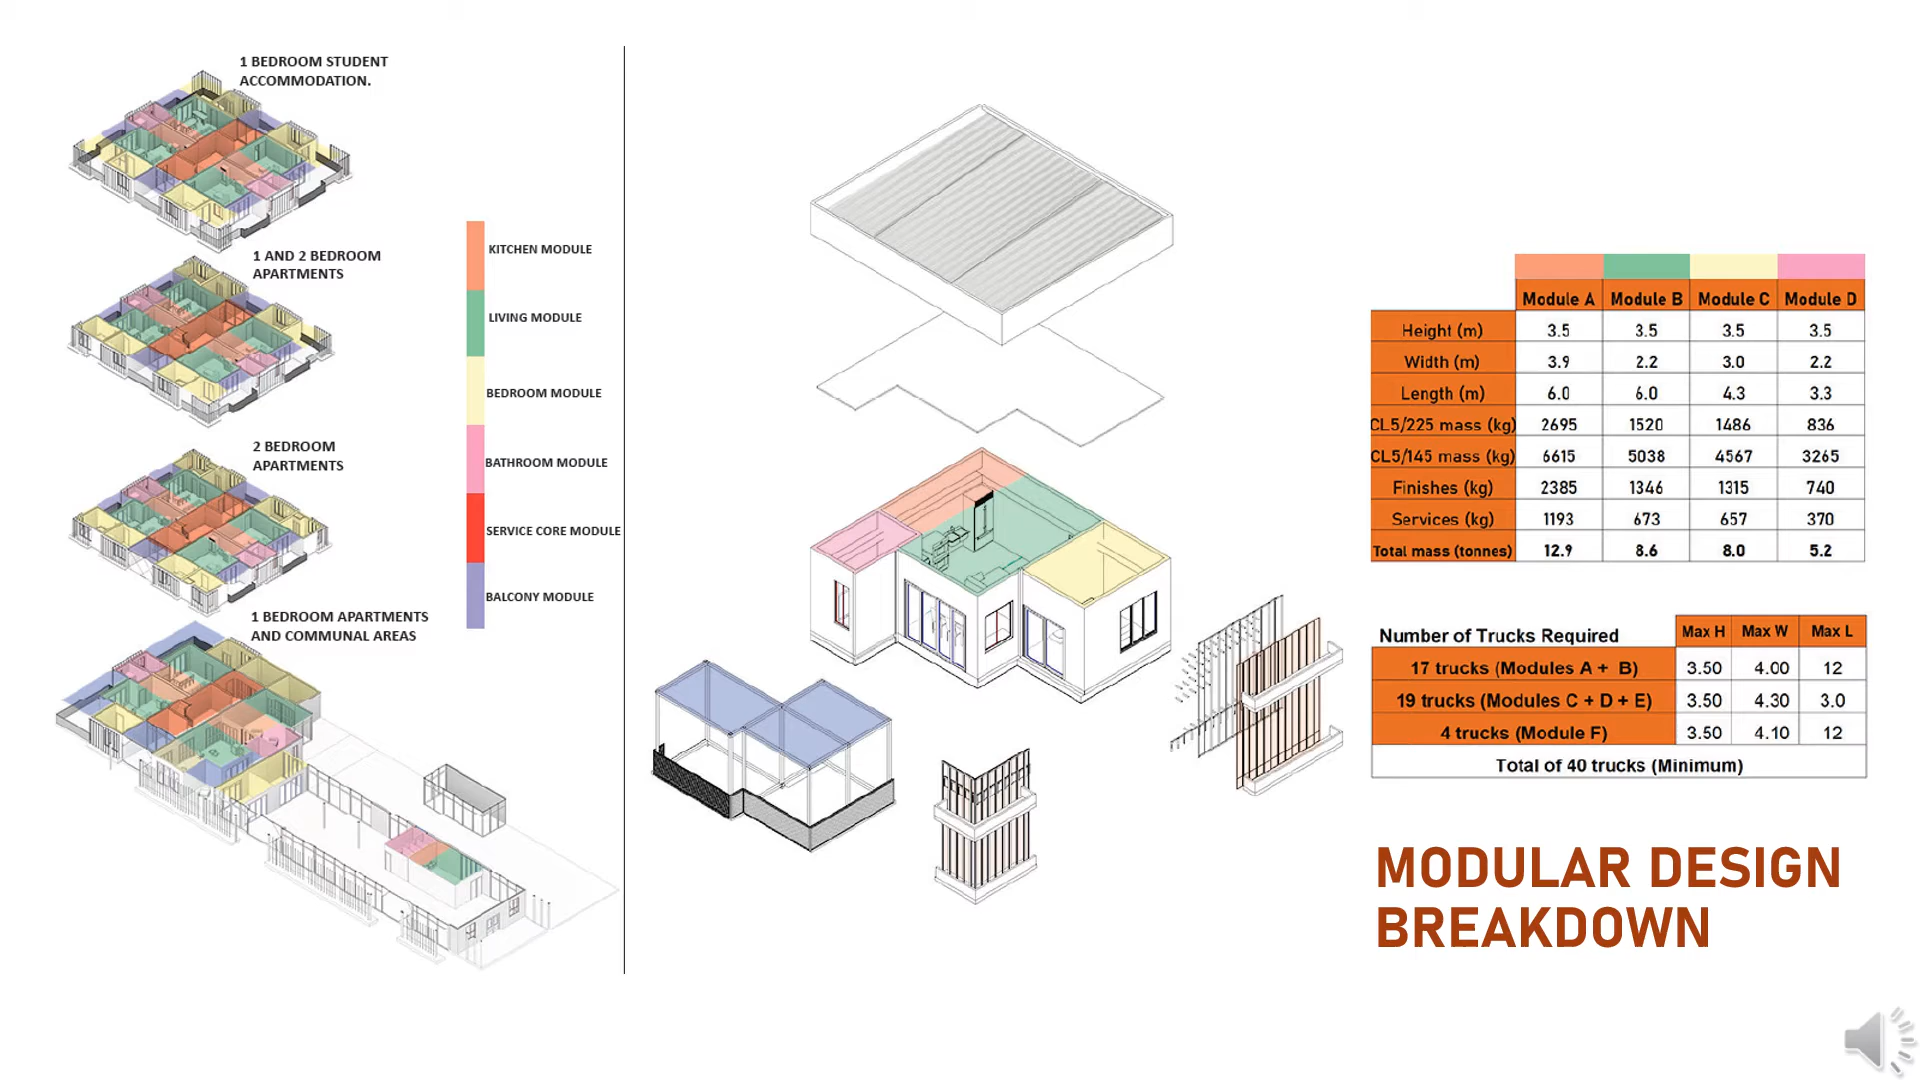 1 BEDROOM STUDENT
ACCOMMODATION.
1 AND 2 BEDROOM
APARTMENTS
2 BEDROOM
APARTMENTS
1 BEDROOM APARTMENTS
AND COMMUNAL AREAS
KITCHEN MODULE
LIVING MODULE
BEDROOM MODULE
BATHROOM MODULE
SERVICE CORE MODULE
BALCONY MODULE
Module A Module B Module C Module D
Height (m) 3.5 3.5 3.5 3.5
Width (m) 3.9 2.2 3.0 2.2
Length (m) 6.0 6.0 4.3 3.3
CL5/225 mass (kg) 2695 1520 1486 836
CL5/145 mass (kg) 6615 5038 4567 3265
Finishes (kg) 2385 1346 1315 740
Services (kg) 1193 673 657 370
Total mass (tonnes) 12.9 8.6 8.0 5.2
Number of Trucks Required Max H Max W Max L
17 trucks (Modules A + B) 3.50 4.00 12
19 trucks (Modules C + D + E) 3.50 4.30 3.0
4 trucks (Module F) 3.50 4.10 12
Total of 40 trucks (Minimum)
MODULAR DESIGN
BREAKDOWN